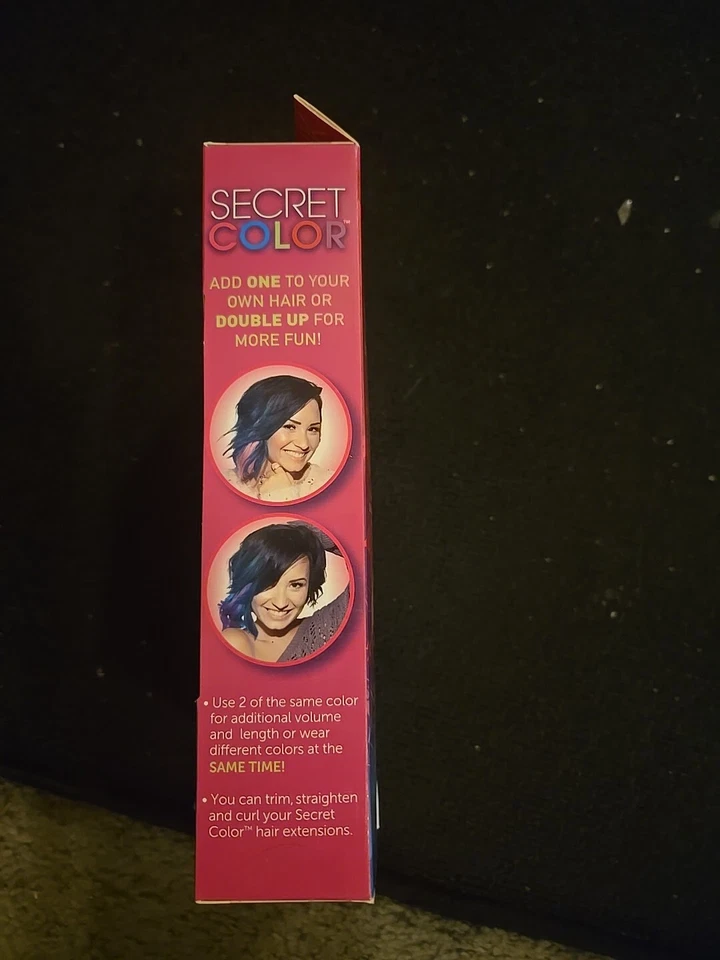 SECRET
COLOR™
ADD ONE TO YOUR
OWN HAIR OR
DOUBLE UP FOR
MORE FUN!
• Use 2 of the same color
for additional volume
and length or wear
different colors at the
SAME TIME!
• You can trim, straighten
and curl your Secret
Color™ hair extensions.